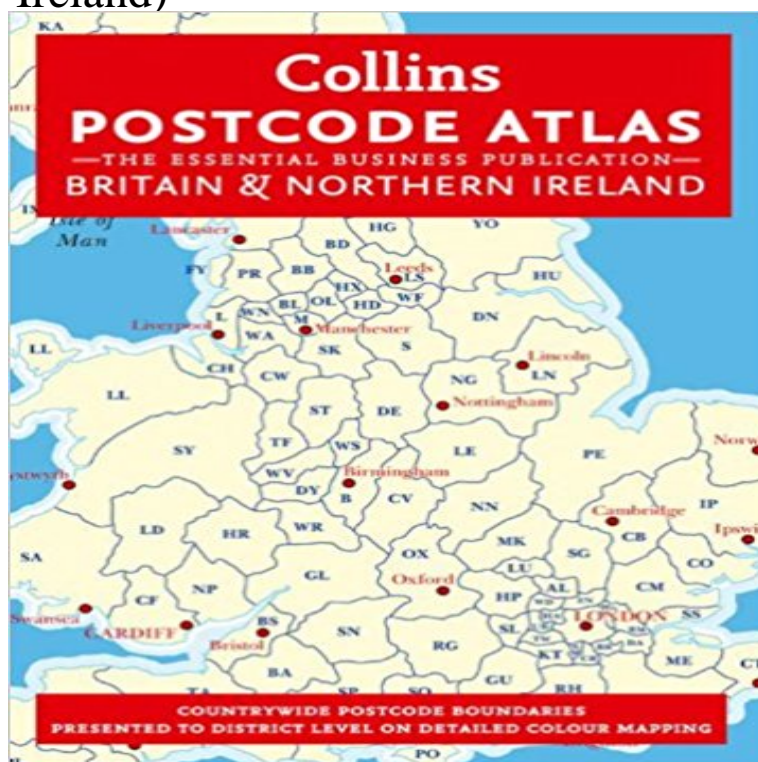 Ireland)
KA
Collins
POSTCODE ATLAS
THE ESSENTIAL BUSINESS PUBLICATION
BRITAIN & NORTHERN IRELAND
Isle of
Man
Lancaster
HG
YO
BD
FY
PR
BB
Leeds
LS
HU
HX
BL
OL
HD
WF
WN
L
M
Manchester
DN
Liverpool
WA
SK
S
LL
CH
Lincoln
CW
NG
LN
LL
ST
DE
Nottingham
SY
TF
WS
LE
PE
WV
Birmingham
DY
B
CV
NN
Cambridge
IP
LD
HR
WR
CB
MK
SG
CO
SA
OX
LU
GL
Oxford
HP
AL
CM
NP
CF
Swansea
CARDIFF
BS
Bristol
SN
SL
LONDON
SS
RG
KT
ME
BA
GU
RH
TA
SP
SO
COUNTRYWIDE POSTCODE BOUNDARIES
PRESENTED TO DISTRICT LEVEL ON DETAILED COLOUR MAPPING
PO